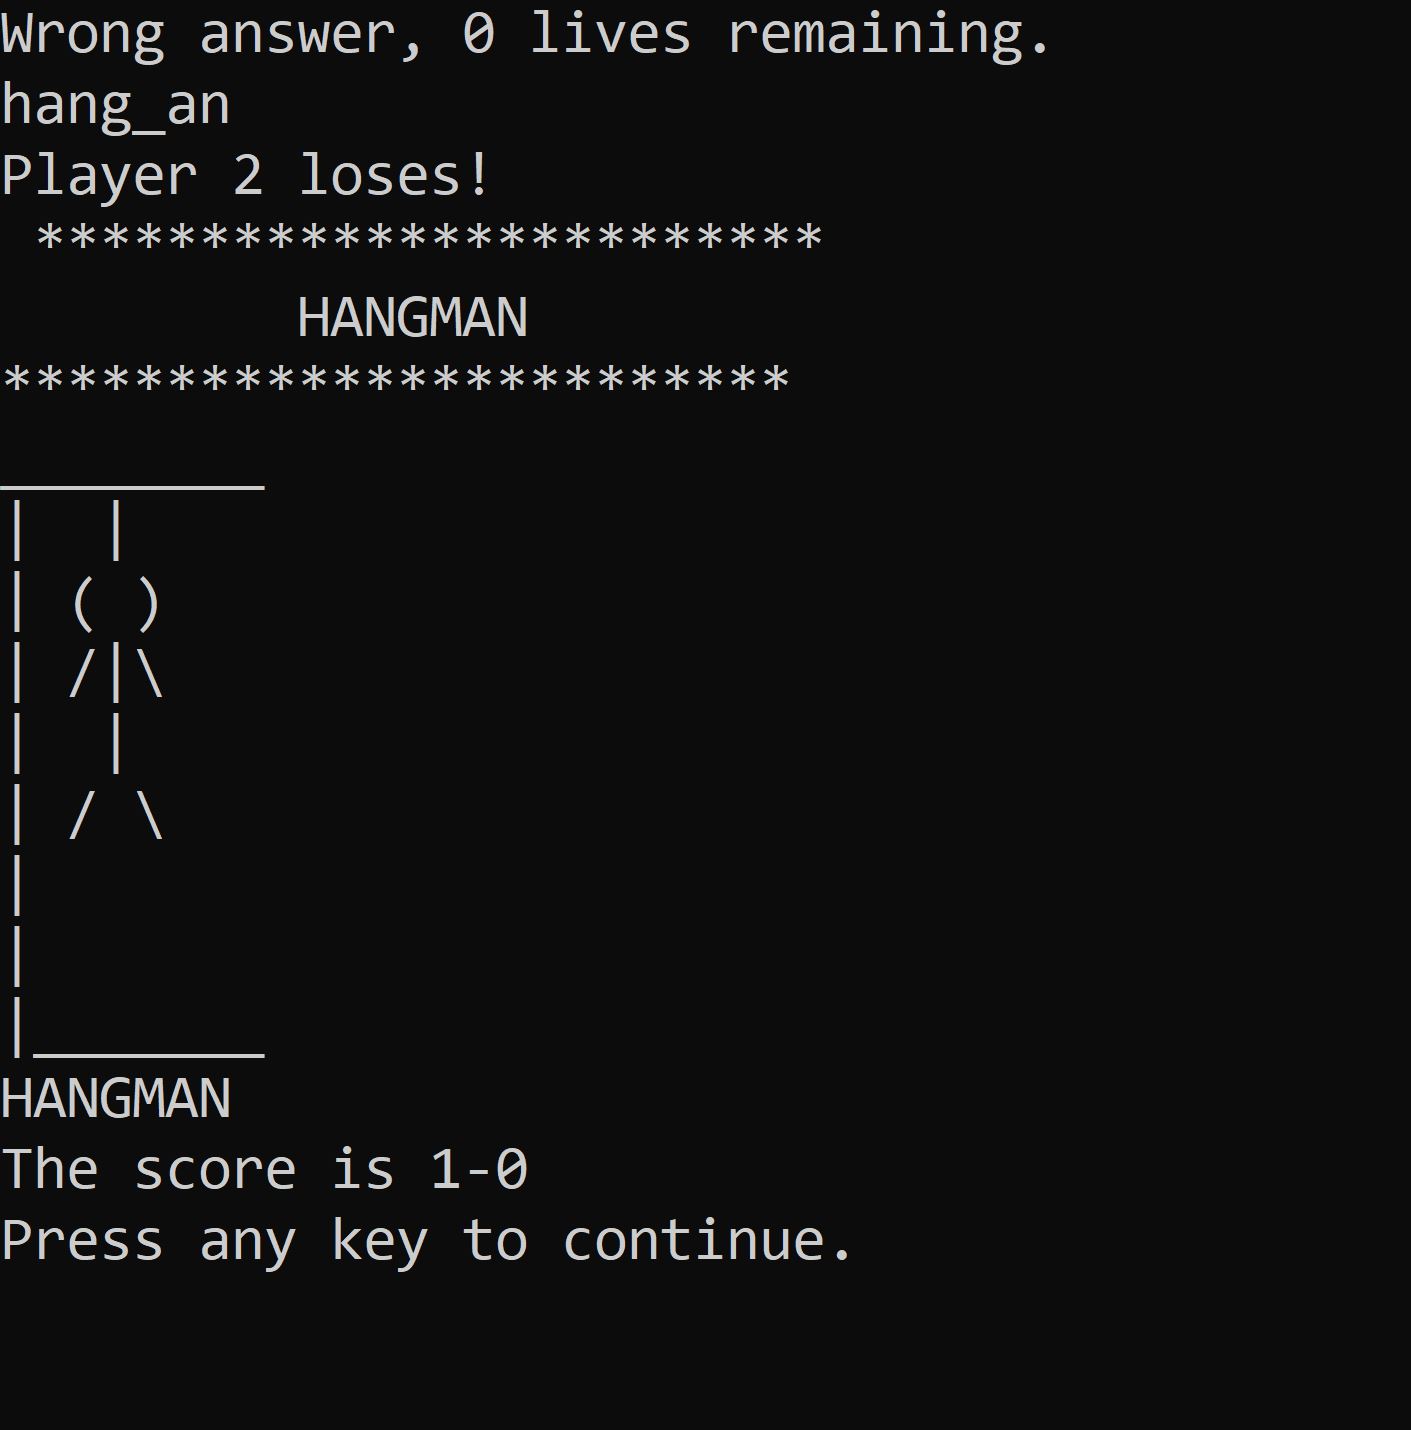 Wrong answer, 0 lives remaining.
hang_an
Player 2 loses!
 ************************
         HANGMAN
************************

________
|  |
| ( )
| /|\
|  |
| / \
|
|
|_______
HANGMAN
The score is 1-0
Press any key to continue.